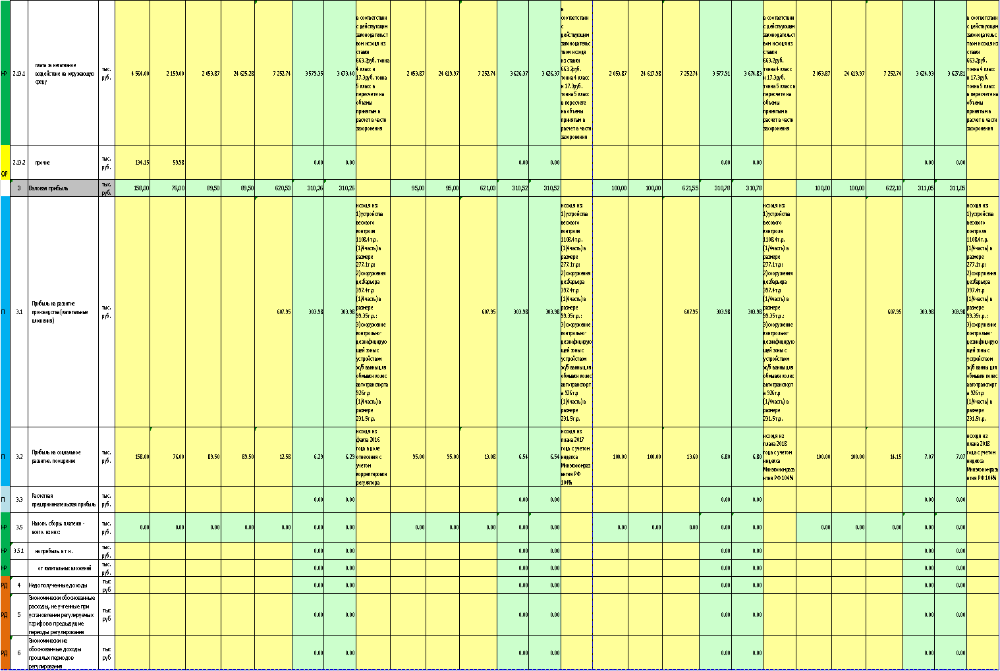 НР 2.13.1 плата за негативное воздействие на окружающую среду тыс. руб. 4 564.00 2 159.00 2 053.87 24 625.28 7 252.74 3 579.35 3 673.40 в соответствии с действующим законодательством исходя из ставки 663.2руб. тонна 4 класс и 17.3руб. тонна 5 класс в пересчете на объемы принятым в расчет в части захоронения 2 053.87 24 619.97 7 252.74 3 626.37 3 626.37 в соответствии с действующим законодательством исходя из ставки 663.2руб. тонна 4 класс и 17.3руб. тонна 5 класс в пересчете на объемы принятым в расчет в части захоронения 2 053.87 24 617.98 7 252.74 3 577.91 3 674.83 в соответствии с действующим законодательством исходя из ставки 663.2руб. тонна 4 класс и 17.3руб. тонна 5 класс в пересчете на объемы принятым в расчет в части захоронения 2 053.87 24 619.97 7 252.74 3 624.93 3 627.81 в соответствии с действующим законодательством исходя из ставки 663.2руб. тонна 4 класс и 17.3руб. тонна 5 класс в пересчете на объемы принятым в расчет в части захоронения
ОР 2.13.2 прочие тыс. руб. 134.15 59.98 0.00 0.00 0.00 0.00 0.00 0.00 0.00 0.00
3 Валовая прибыль тыс руб. 158,00 76,00 89,50 89,50 620,53 310,26 310,26 95,00 95,00 621,03 310,52 310,52 100,00 100,00 621,55 310,78 310,78 100,00 100,00 622,10 311,05 311,05
П 3.1 Прибыль на развитие производства (капитальные вложения) тыс. руб. 607.95 303.98 303.98 исходя из 1)устройства весового контроля 1108.4т.р. (1/4часть) в размере 277.1т.р: 2)сооружения дезбарьера 397.4т.р (1/4часть) в размере 99.35т.р.: 3)сооружение контрольно-дезинфицирующей зоны с устройством ж/б ванны для обмывки колес автотранспорта 926т.р (1/4часть) в размере 231.5т.р. 607.95 303.98 303.98 исходя из 1)устройства весового контроля 1108.4т.р. (1/4часть) в размере 277.1т.р: 2)сооружения дезбарьера 397.4т.р (1/4часть) в размере 99.35т.р.: 3)сооружение контрольно-дезинфицирующей зоны с устройством ж/б ванны для обмывки колес автотранспорта 926т.р (1/4часть) в размере 231.5т.р. 607.95 303.98 303.98 исходя из 1)устройства весового контроля 1108.4т.р. (1/4часть) в размере 277.1т.р: 2)сооружения дезбарьера 397.4т.р (1/4часть) в размере 99.35т.р.: 3)сооружение контрольно-дезинфицирующей зоны с устройством ж/б ванны для обмывки колес автотранспорта 926т.р (1/4часть) в размере 231.5т.р. 607.95 303.98 303.98 исходя из 1)устройства весового контроля 1108.4т.р. (1/4часть) в размере 277.1т.р: 2)сооружения дезбарьера 397.4т.р (1/4часть) в размере 99.35т.р.: 3)сооружение контрольно-дезинфицирующей зоны с устройством ж/б ванны для обмывки колес автотранспорта 926т.р (1/4часть) в размере 231.5т.р.
П 3.2 Прибыль на социальное развитие, поощрение тыс. руб. 158.00 76.00 89.50 89.50 12.58 6.29 6.29 исходя из факта 2016 года в доле отнесения с учетом корректировки регулятора 95.00 95.00 13.08 6.54 6.54 исходя из плана 2017 года с учетом индекса Минэкономразвития РФ 104% 100.00 100.00 13.60 6.80 6.80 исходя из плана 2018 года с учетом индекса Минэкономразвития РФ 104% 100.00 100.00 14.15 7.07 7.07 исходя из плана 2018 года с учетом индекса Минэкономразвития РФ 104%
П 3.3 Расчетная предпринимательская прибыль тыс. руб. 0.00 0.00 0.00 0.00 0.00 0.00 0.00 0.00
НР 3.5 Налоги, сборы, платежи - всего, из них: тыс. руб. 0.00 0.00 0.00 0.00 0.00 0.00 0.00 0.00 0.00 0.00 0.00 0.00 0.00 0.00 0.00 0.00 0.00 0.00 0.00 0.00 0.00 0.00
НР 3.5.1 на прибыль, в т.ч. тыс. руб. 0.00 0.00 0.00 0.00 0.00 0.00 0.00 0.00
НР от капитальных вложений тыс. руб. 0.00 0.00 0.00 0.00 0.00 0.00 0.00 0.00
РД 4 Недополученные доходы тыс руб 0.00 0.00 0.00 0.00 0.00 0.00 0.00 0.00
РД 5 Экономически обоснованные расходы, не учтенные при установлении регулируемых тарифов в предыдущие периоды регулирования тыс руб 0.00 0.00 0.00 0.00 0.00 0.00 0.00 0.00
РД 6 Экономически не обоснованные доходы прошлых периодов регулирования тыс руб 0.00 0.00 0.00 0.00 0.00 0.00 0.00 0.00